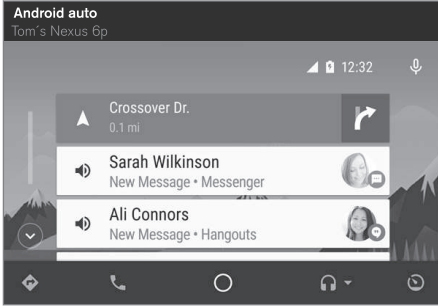 Android auto
Tom's Nexus 6p
12:32
Crossover Dr.
0.1 mi
Sarah Wilkinson
New Message • Messenger
Ali Connors
New Message • Hangouts